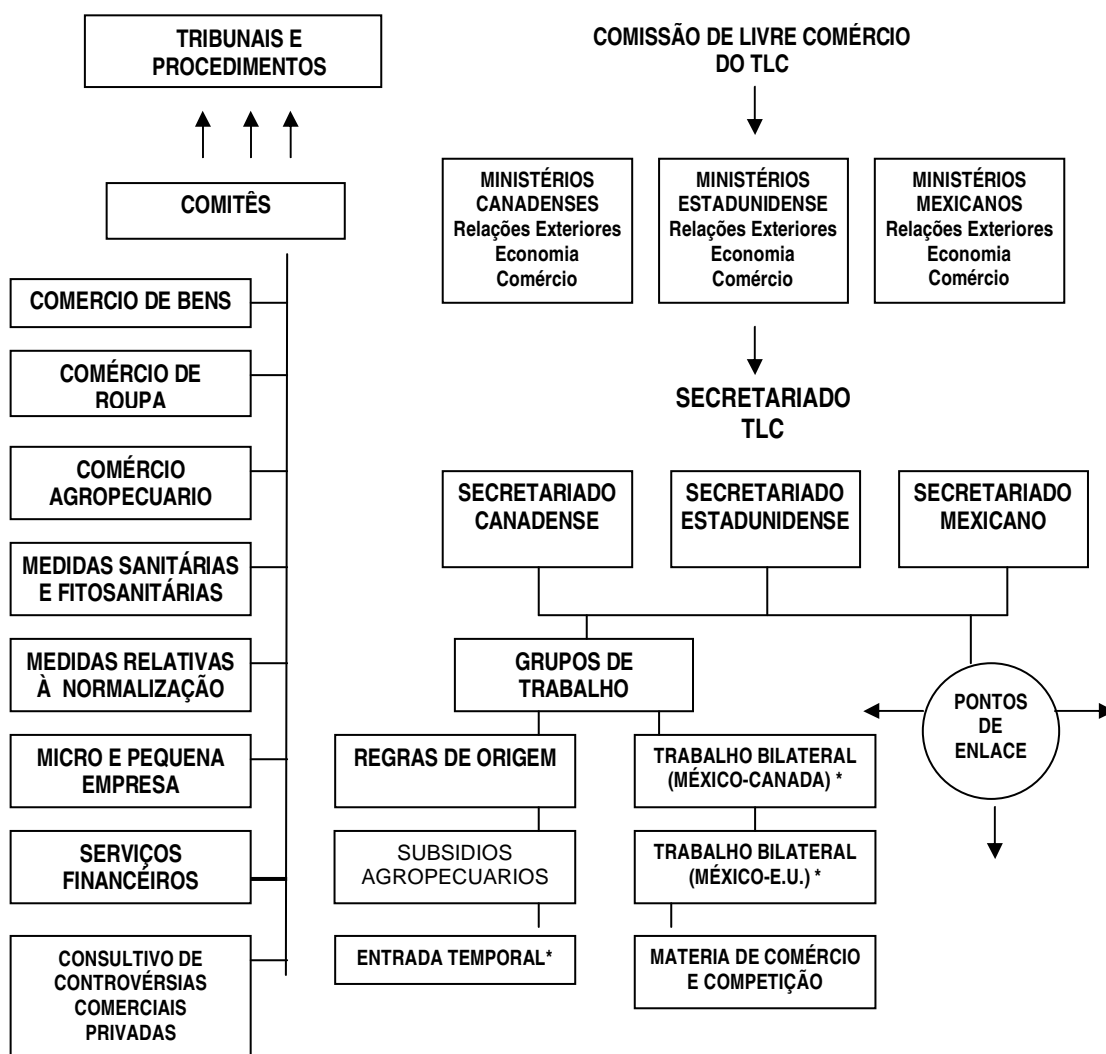 TRIBUNAIS E
PROCEDIMENTOS
COMITÊS
COMERCIO DE BENS
COMÉRCIO DE
ROUPA
COMÉRCIO
AGROPECUARIO
MEDIDAS SANITÁRIAS
E FITOSANITÁRIAS
MEDIDAS RELATIVAS
À NORMALIZAÇÃO
MICRO E PEQUENA
EMPRESA
SERVIÇOS
FINANCÉIROS
CONSULTIVO DE
CONTROVÉRSIAS
COMERCIAIS
PRIVADAS
COMISSÃO DE LIVRE COMÉRCIO
DO TLC
MINISTÉRIOS
CANADENSES
Relações Exteriores
Economia
Comércio
MINISTÉRIOS
ESTADUNIDENSE
Relações Exteriores
Economia
Comércio
MINISTÉRIOS
MEXICANOS
Relações Exteriores
Economia
Comércio
SECRETARIADO
TLC
SECRETARIADO
CANADENSE
SECRETARIADO
ESTADUNIDENSE
SECRETARIADO
MEXICANO
GRUPOS DE
TRABALHO
PONTOS
DE
ENLACE
REGRAS DE ORIGEM
SUBSIDIOS
AGROPECUARIOS
ENTRADA TEMPORAL*
TRABALHO BILATERAL
(MÉXICO-CANADA) *
TRABALHO BILATERAL
(MÉXICO-E.U.) *
MATERIA DE COMÉRCIO
E COMPETIÇÃO